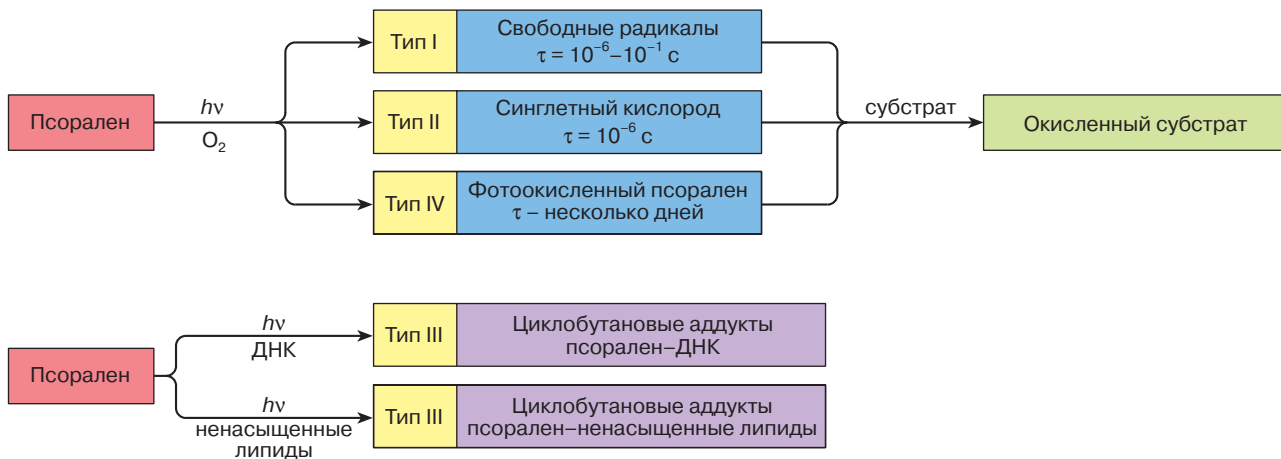 Псорален
hν
O₂
Тип I
Свободные радикалы
τ = 10⁻⁶–10⁻¹ с
Тип II
Синглетный кислород
τ = 10⁻⁶ с
Тип IV
Фотоокисленный псорален
τ – несколько дней
субстрат
Окисленный субстрат
Псорален
hν
ДНК
Тип III
Циклобутановые аддукты
псорален–ДНК
hν
ненасыщенные
липиды
Тип III
Циклобутановые аддукты
псорален–ненасыщенные липиды